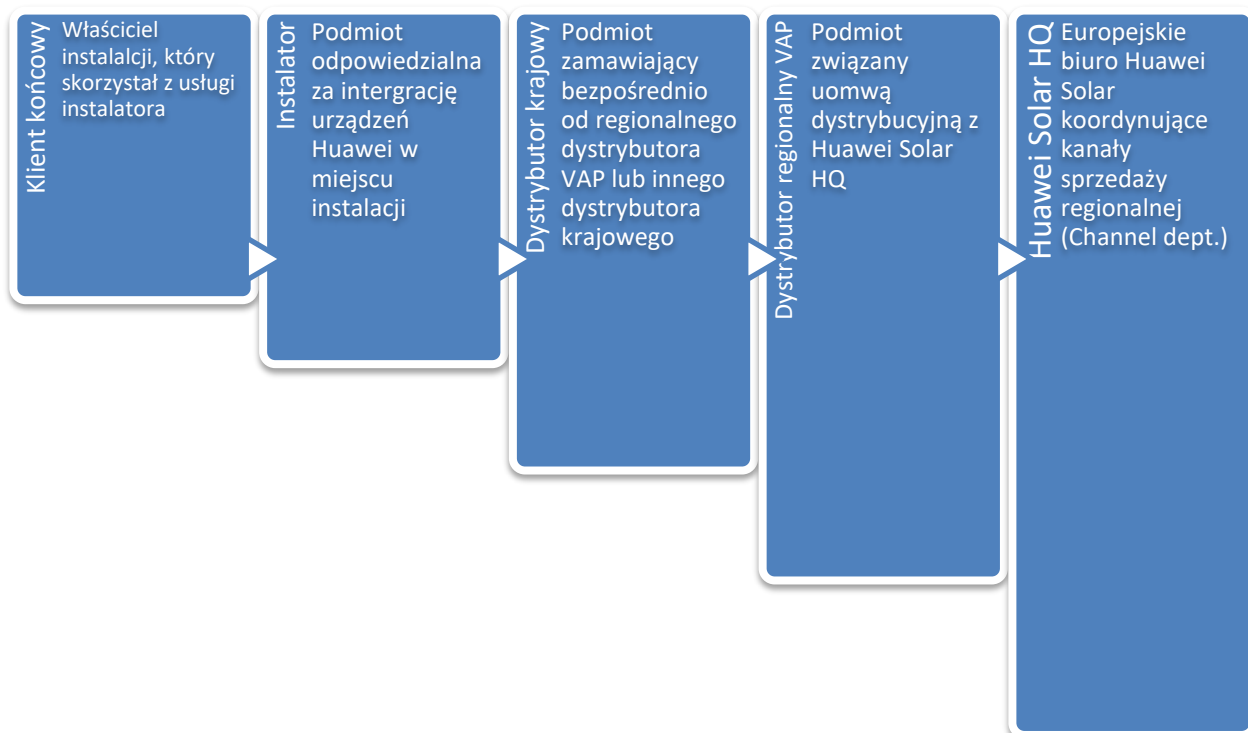 Klient końcowy
Właściciel
instalalcji, który
skorzystał z usługi
instalatora
Instalator
Podmiot
odpowiedzialna
za intergrację
urządzeń
Huawei w
miejscu
instalacji
Dystrybutor krajowy
Podmiot
zamawiający
bezpośrednio
od regionalnego
dystrybutora
VAP lub innego
dystrybutora
krajowego
Dystrybutor regionalny VAP
Podmiot
związany
uomwą
dystrybucyjną z
Huawei Solar
HQ
Huawei Solar HQ
Europejskie
biuro Huawei
Solar
koordynujące
kanały
sprzedaży
regionalnej
(Channel dept.)